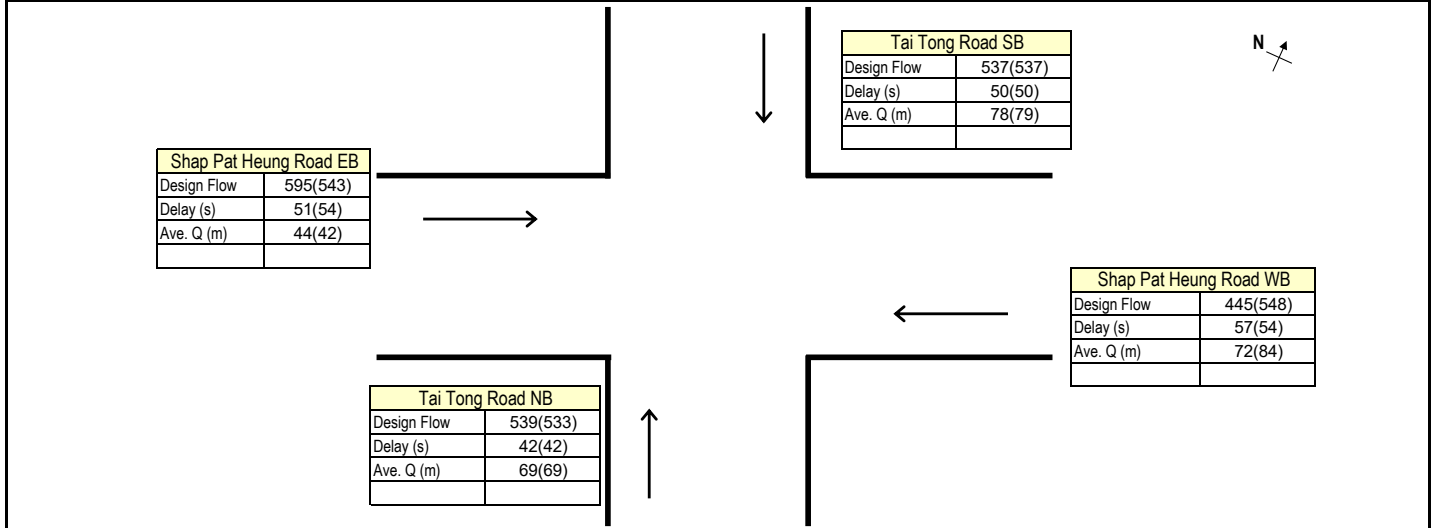 Tai Tong Road SB
Design Flow 537(537)
Delay (s) 50(50)
Ave. Q (m) 78(79)
N
Shap Pat Heung Road EB
Design Flow 595(543)
Delay (s) 51(54)
Ave. Q (m) 44(42)
Shap Pat Heung Road WB
Design Flow 445(548)
Delay (s) 57(54)
Ave. Q (m) 72(84)
Tai Tong Road NB
Design Flow 539(533)
Delay (s) 42(42)
Ave. Q (m) 69(69)